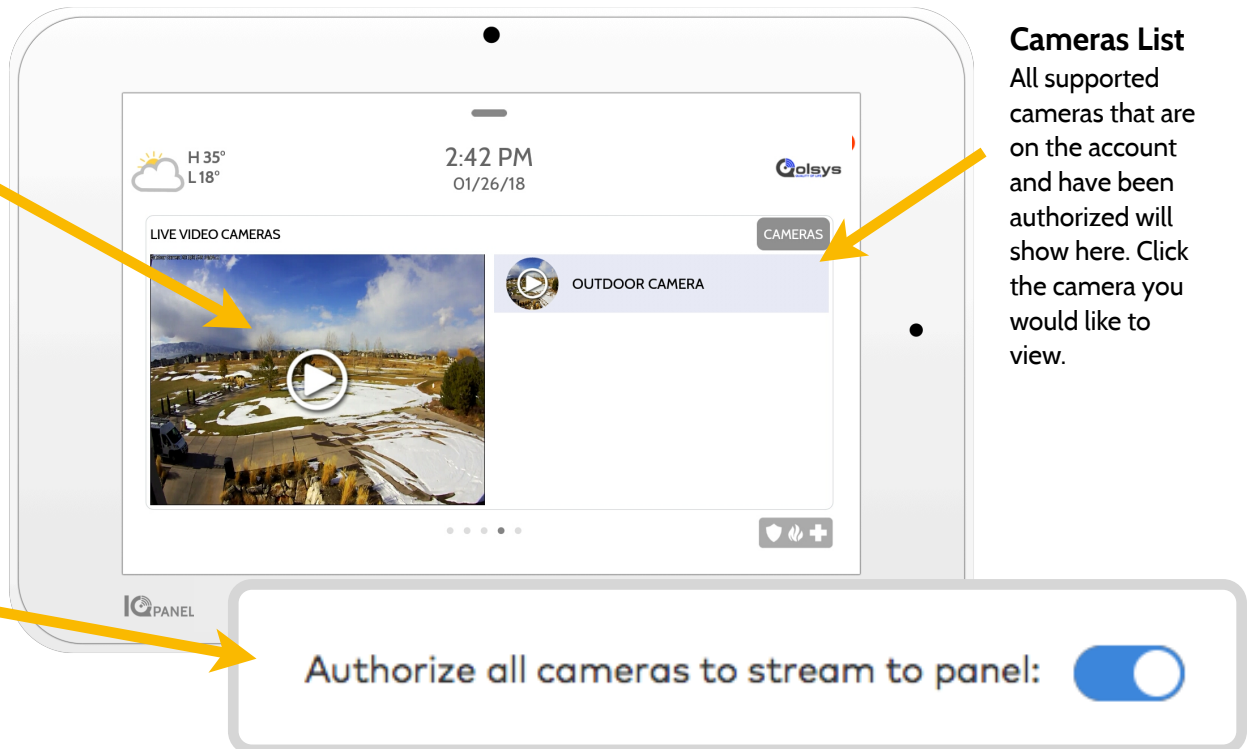 Cameras List
All supported
cameras that are
on the account
and have been
authorized will
show here. Click
the camera you
would like to
view.
H 35°
L 18°
2:42 PM
01/26/18
Qolsys
LIVE VIDEO CAMERAS
CAMERAS
OUTDOOR CAMERA
IQ PANEL
Authorize all cameras to stream to panel: